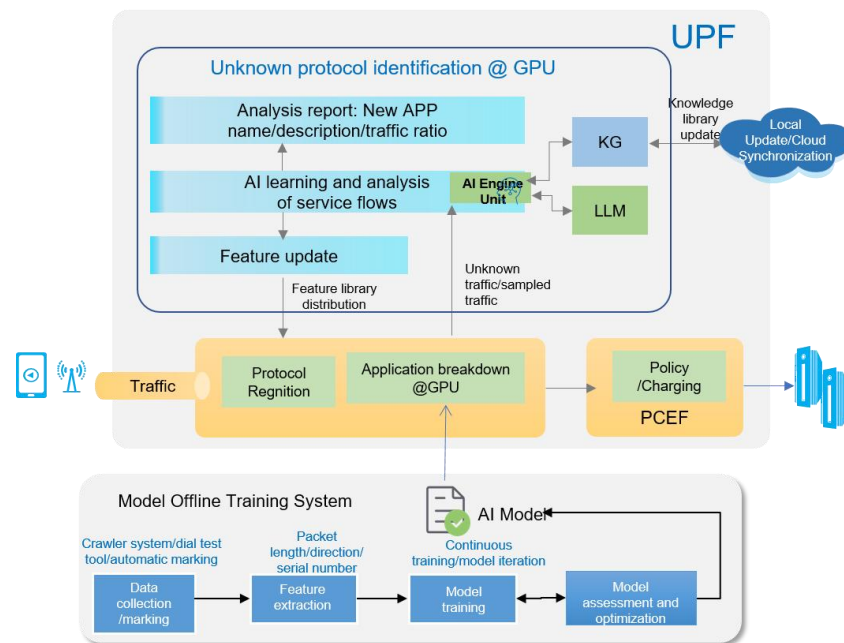 UPF
Unknown protocol identification @ GPU
Analysis report: New APP
name/description/traffic ratio
AI learning and analysis
of service flows
AI Engine
Unit
KG
LLM
Knowledge
library
update
Local
Update/Cloud
Synchronization
Feature update
Feature library
distribution
Unknown
traffic/sampled
traffic
Traffic
Protocol
Regnition
Application breakdown
@GPU
Policy
/Charging
PCEF
Model Offline Training System
AI Model
Crawler system/dial test
tool/automatic marking
Packet
length/direction/
serial number
Continuous
training/model iteration
Data
collection
/marking
Feature
extraction
Model
training
Model
assessment and
optimization